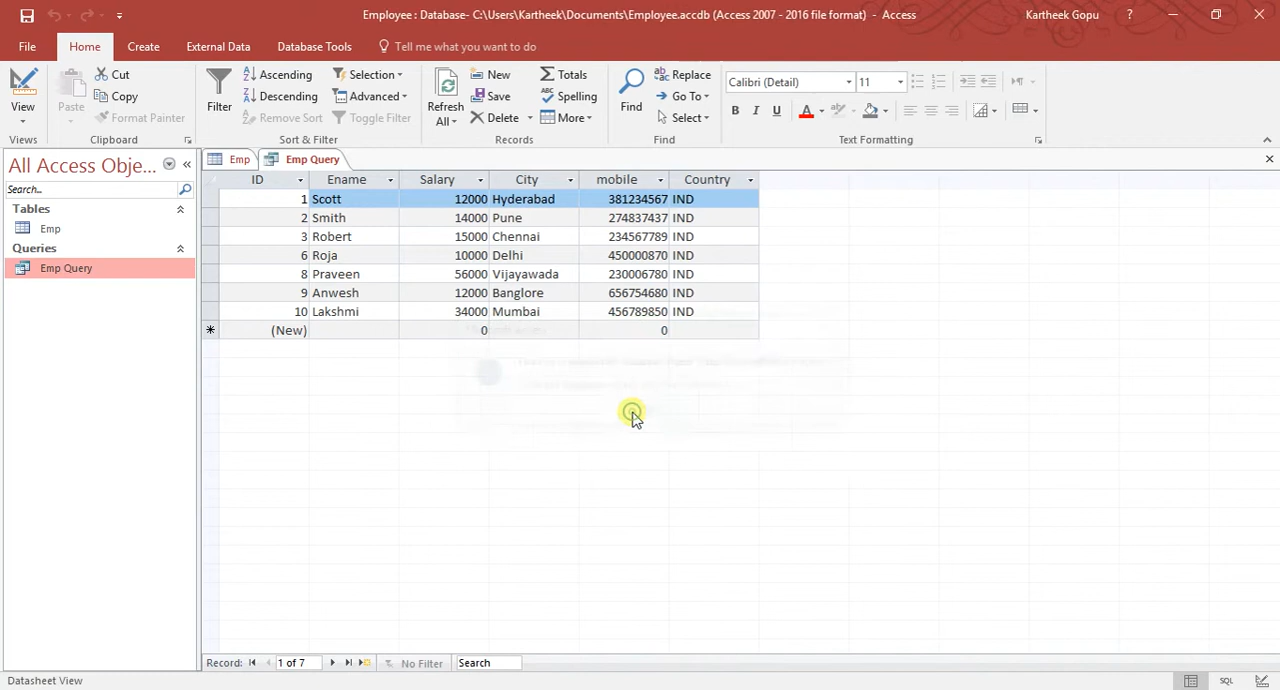 Employee : Database- C:\Users\Kartheek\Documents\Employee.accdb (Access 2007 - 2016 file format) - Access
Kartheek Gopu ?
File Home Create External Data Database Tools Tell me what you want to do
View
Views
Paste
Cut
Copy
Format Painter
Clipboard
Filter
Ascending
Descending
Remove Sort
Selection
Advanced
Toggle Filter
Sort & Filter
Refresh
All
New
Save
Delete
Totals
Spelling
More
Records
Find
Replace
Go To
Select
Find
Calibri (Detail) 11
B I U A
Text Formatting
All Access Obje...
Search...
Tables
Emp
Queries
Emp Query
Emp Emp Query
ID Ename Salary City mobile Country
1 Scott 12000 Hyderabad 381234567 IND
2 Smith 14000 Pune 274837437 IND
3 Robert 15000 Chennai 234567789 IND
6 Roja 10000 Delhi 450000870 IND
8 Praveen 56000 Vijayawada 230006780 IND
9 Anwesh 12000 Banglore 656754680 IND
10 Lakshmi 34000 Mumbai 456789850 IND
* (New) 0 0
Record: 1 of 7 No Filter Search
Datasheet View SQL